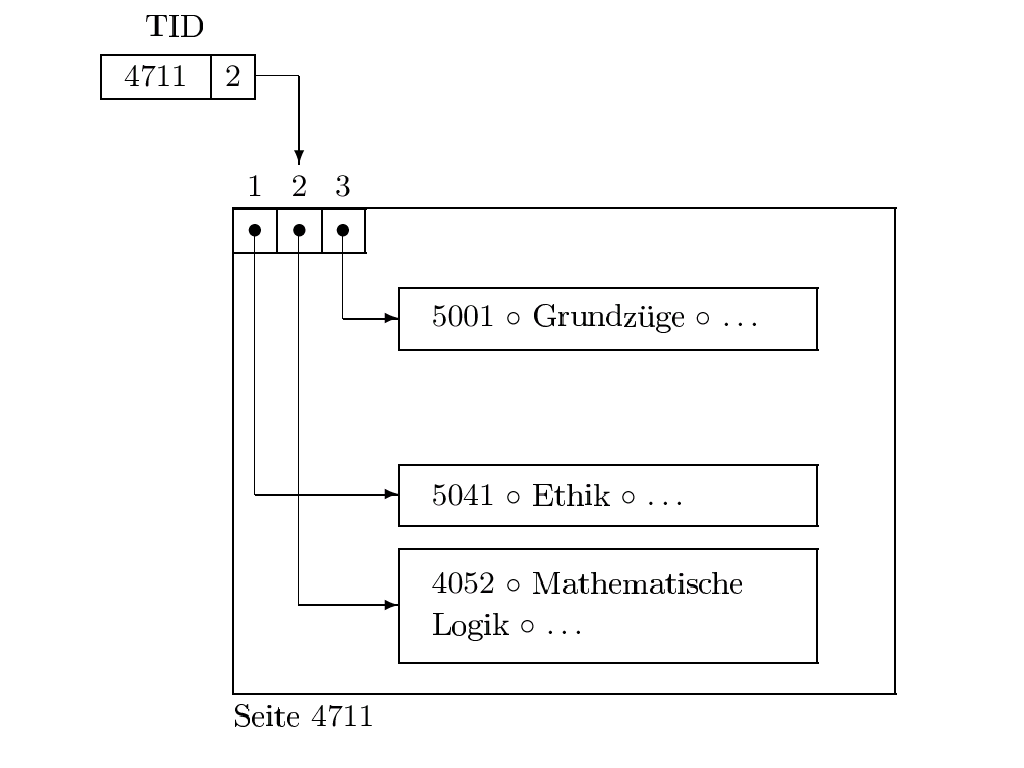 TID
4711 2
1 2 3
5001 ∘ Grundzüge ∘ ...
5041 ∘ Ethik ∘ ...
4052 ∘ Mathematische
Logik ∘ ...
Seite 4711